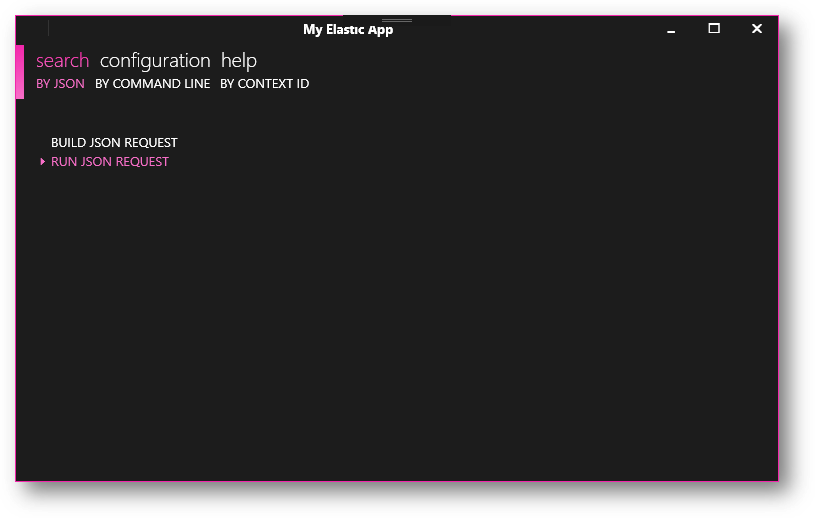 My Elastic App
search configuration help
BY JSON BY COMMAND LINE BY CONTEXT ID
BUILD JSON REQUEST
RUN JSON REQUEST